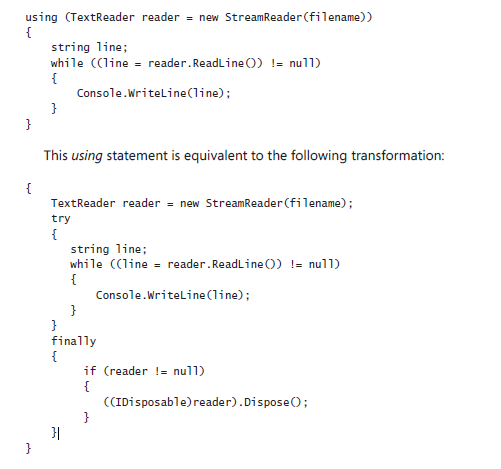 using (TextReader reader = new StreamReader(filename))
{
    string line;
    while ((line = reader.ReadLine()) != null)
    {
        Console.WriteLine(line);
    }
}
This using statement is equivalent to the following transformation:
{
    TextReader reader = new StreamReader(filename);
    try
    {
        string line;
        while ((line = reader.ReadLine()) != null)
        {
            Console.WriteLine(line);
        }
    }
    finally
    {
        if (reader != null)
        {
            ((IDisposable)reader).Dispose();
        }
    }
}